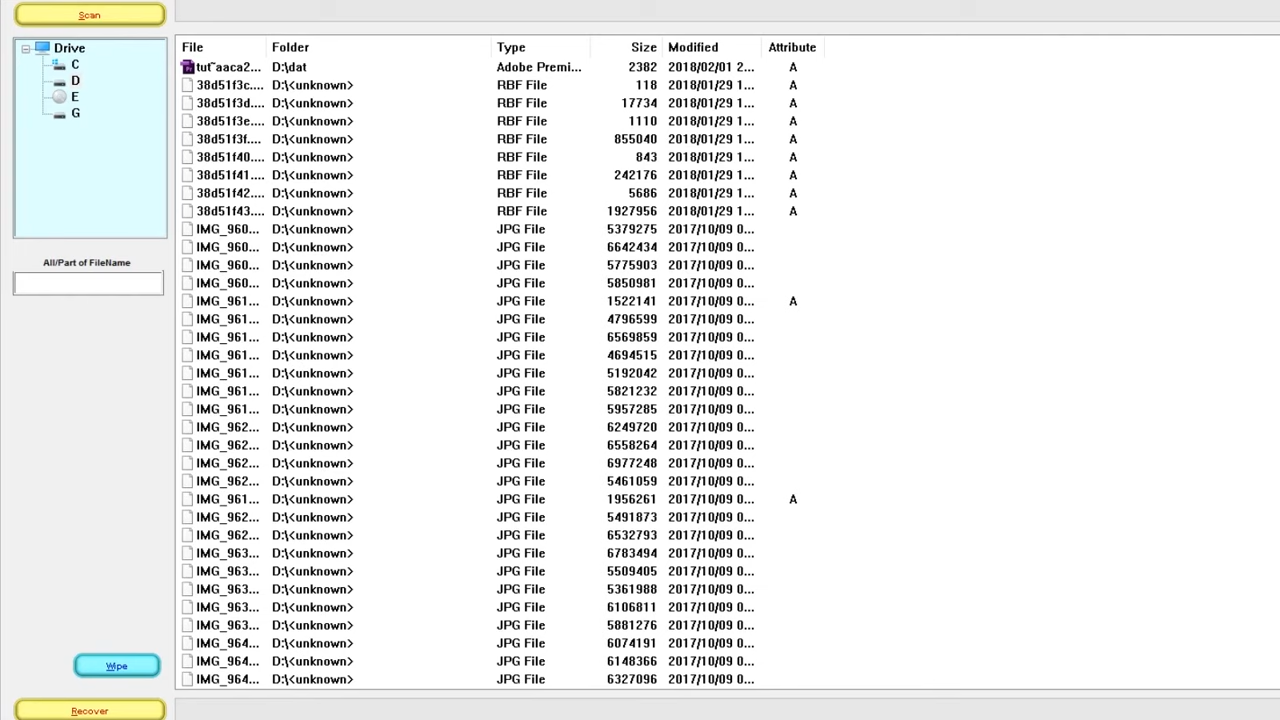 Scan
Drive
C
D
E
G
All/Part of FileName
Wipe
Recover
File Folder Type Size Modified Attribute
tut~aaca2... D:\dat Adobe Premi... 2382 2018/02/01 2... A
38d51f3c.... D:\<unknown> RBF File 118 2018/01/29 1... A
38d51f3d.... D:\<unknown> RBF File 17734 2018/01/29 1... A
38d51f3e.... D:\<unknown> RBF File 1110 2018/01/29 1... A
38d51f3f.... D:\<unknown> RBF File 855040 2018/01/29 1... A
38d51f40.... D:\<unknown> RBF File 843 2018/01/29 1... A
38d51f41.... D:\<unknown> RBF File 242176 2018/01/29 1... A
38d51f42.... D:\<unknown> RBF File 5686 2018/01/29 1... A
38d51f43.... D:\<unknown> RBF File 1927956 2018/01/29 1... A
IMG_960... D:\<unknown> JPG File 5379275 2017/10/09 0...
IMG_960... D:\<unknown> JPG File 6642434 2017/10/09 0...
IMG_960... D:\<unknown> JPG File 5775903 2017/10/09 0...
IMG_960... D:\<unknown> JPG File 5850981 2017/10/09 0...
IMG_961... D:\<unknown> JPG File 1522141 2017/10/09 0... A
IMG_961... D:\<unknown> JPG File 4796599 2017/10/09 0...
IMG_961... D:\<unknown> JPG File 6569859 2017/10/09 0...
IMG_961... D:\<unknown> JPG File 4694515 2017/10/09 0...
IMG_961... D:\<unknown> JPG File 5192042 2017/10/09 0...
IMG_961... D:\<unknown> JPG File 5821232 2017/10/09 0...
IMG_961... D:\<unknown> JPG File 5957285 2017/10/09 0...
IMG_962... D:\<unknown> JPG File 6249720 2017/10/09 0...
IMG_962... D:\<unknown> JPG File 6558264 2017/10/09 0...
IMG_962... D:\<unknown> JPG File 6977248 2017/10/09 0...
IMG_962... D:\<unknown> JPG File 5461059 2017/10/09 0...
IMG_961... D:\<unknown> JPG File 1956261 2017/10/09 0... A
IMG_962... D:\<unknown> JPG File 5491873 2017/10/09 0...
IMG_962... D:\<unknown> JPG File 6532793 2017/10/09 0...
IMG_963... D:\<unknown> JPG File 6783494 2017/10/09 0...
IMG_963... D:\<unknown> JPG File 5509405 2017/10/09 0...
IMG_963... D:\<unknown> JPG File 5361988 2017/10/09 0...
IMG_963... D:\<unknown> JPG File 6106811 2017/10/09 0...
IMG_963... D:\<unknown> JPG File 5881276 2017/10/09 0...
IMG_964... D:\<unknown> JPG File 6074191 2017/10/09 0...
IMG_964... D:\<unknown> JPG File 6148366 2017/10/09 0...
IMG_964... D:\<unknown> JPG File 6327096 2017/10/09 0...